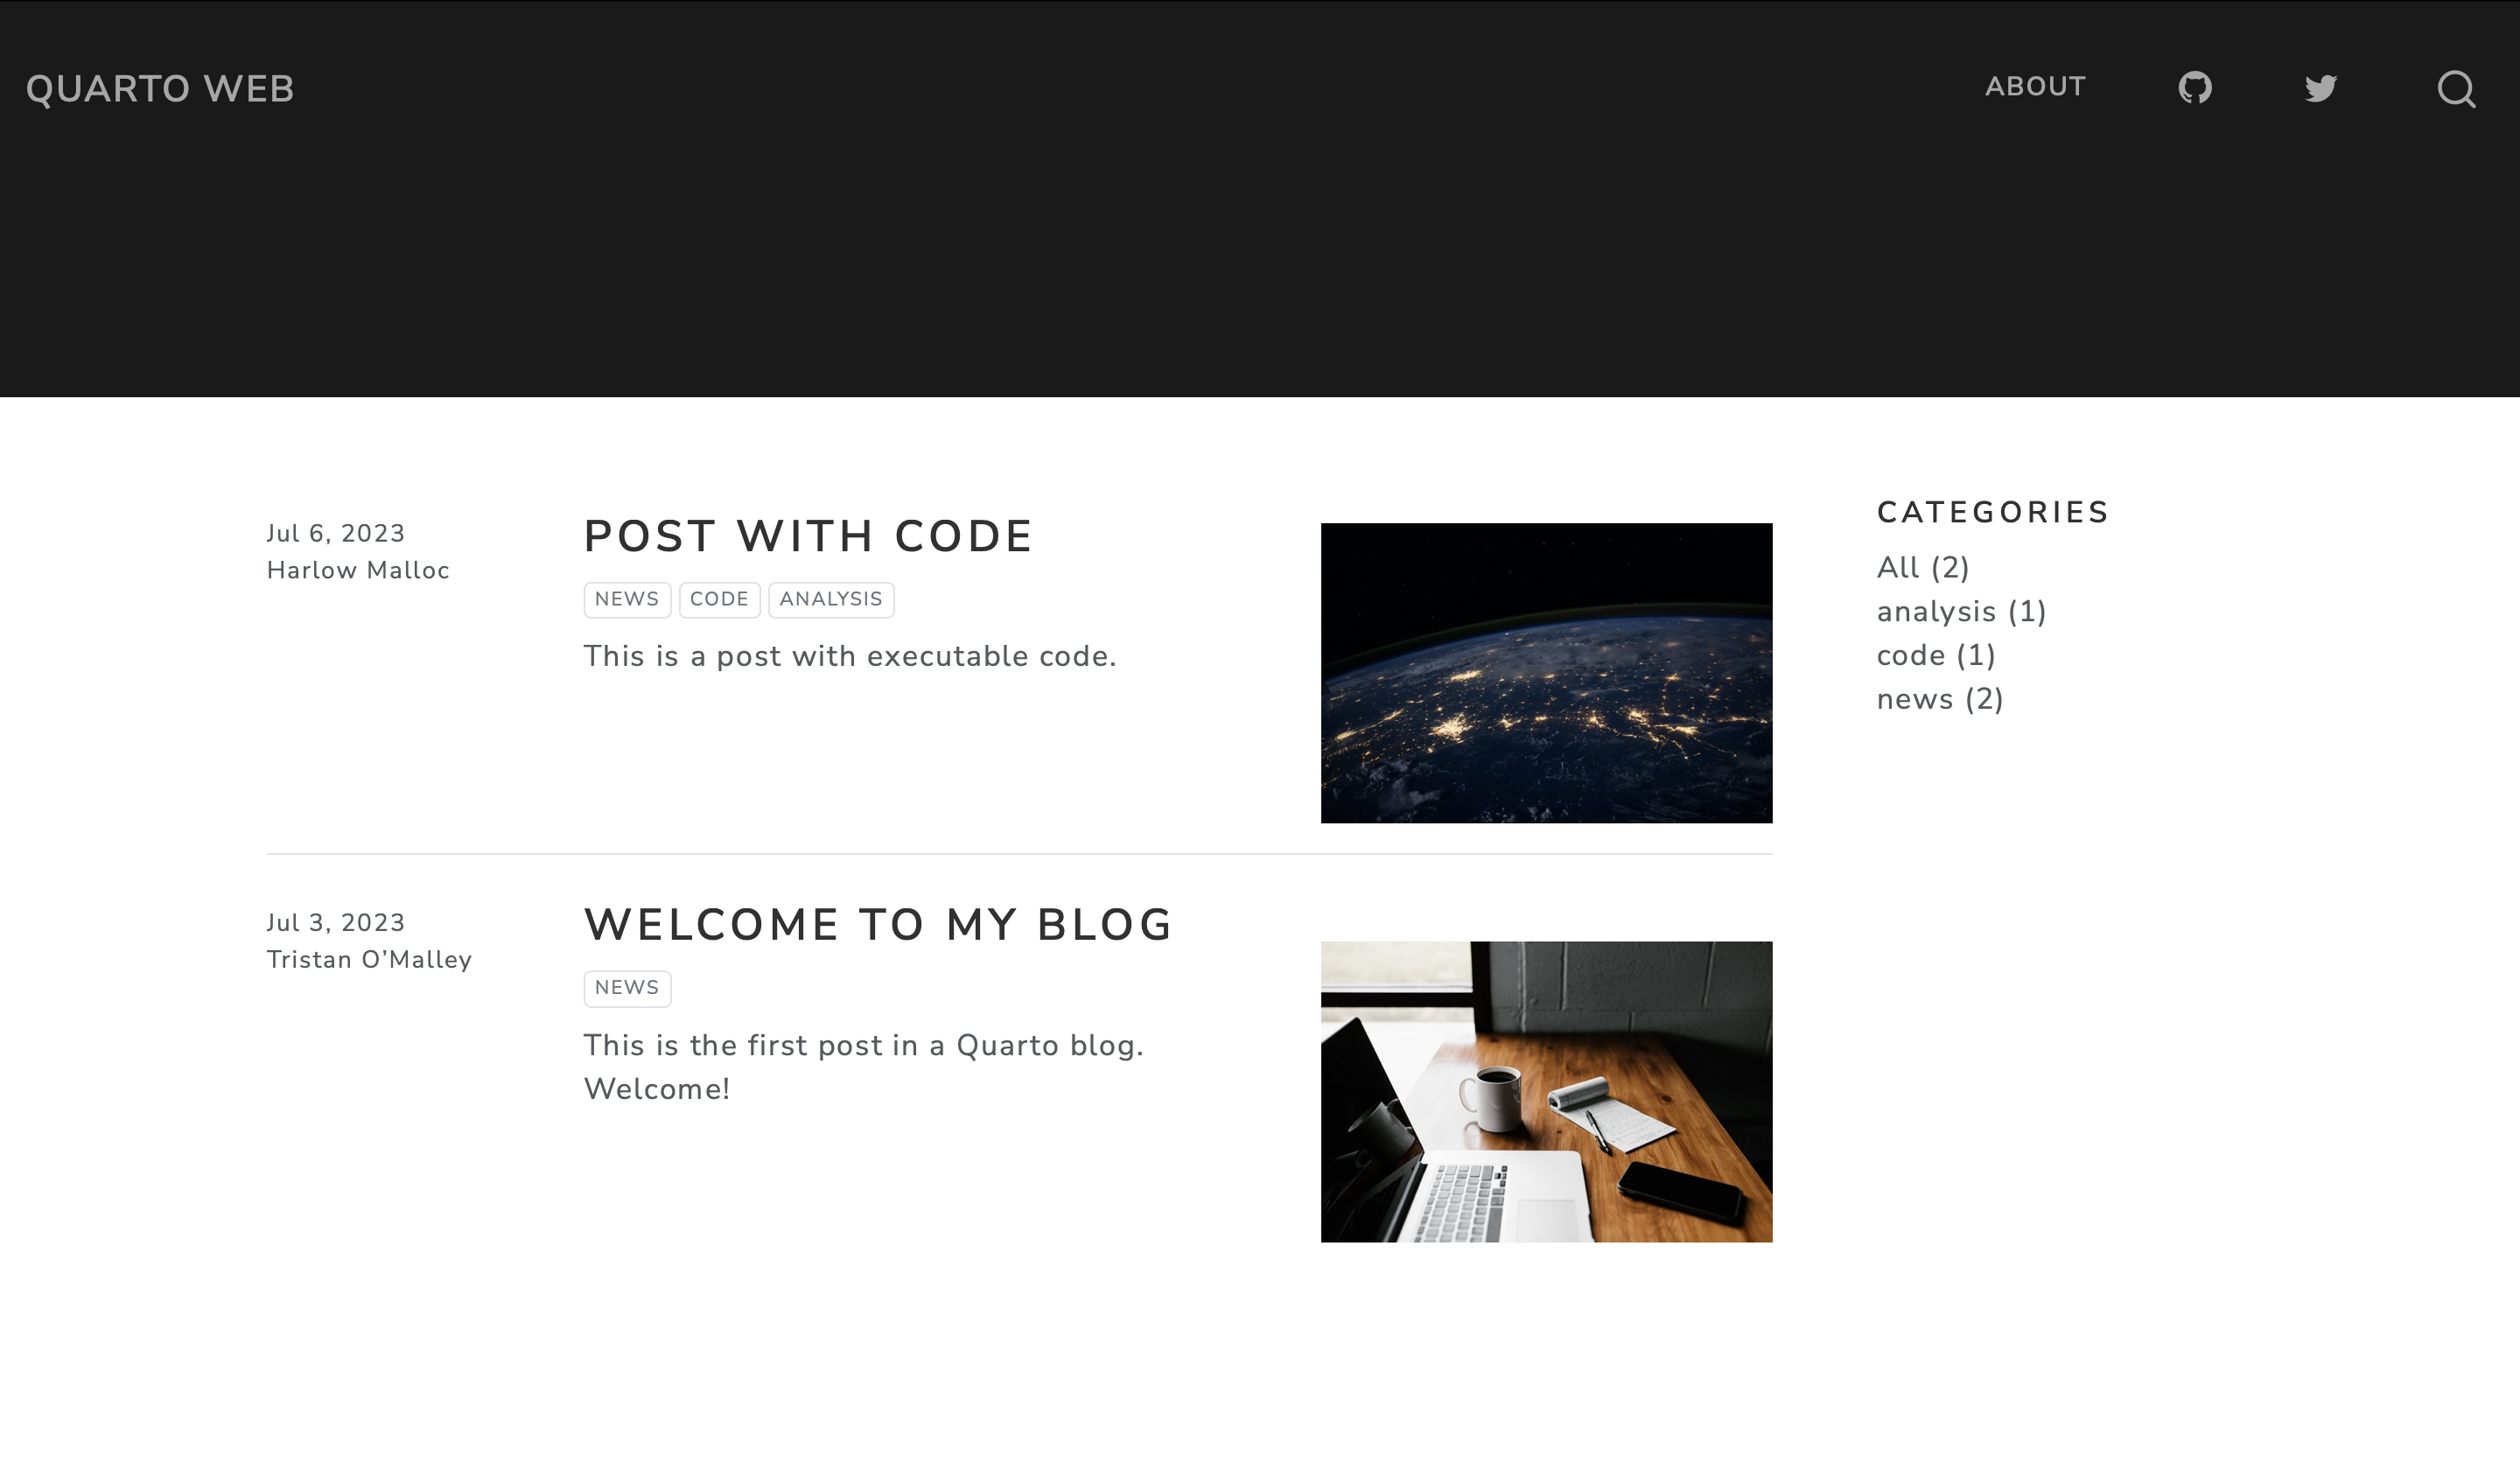 QUARTO WEB
ABOUT
Jul 6, 2023
Harlow Malloc
POST WITH CODE
NEWS CODE ANALYSIS
This is a post with executable code.
CATEGORIES
All (2)
analysis (1)
code (1)
news (2)
Jul 3, 2023
Tristan O’Malley
WELCOME TO MY BLOG
NEWS
This is the first post in a Quarto blog.
Welcome!